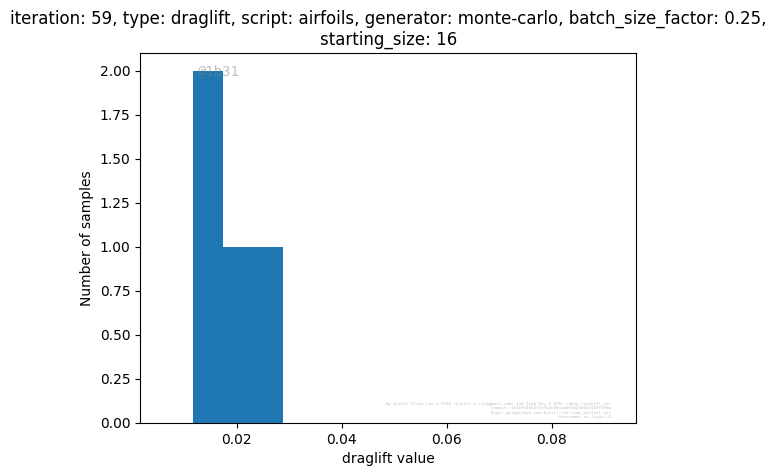 iteration: 59, type: draglift, script: airfoils, generator: monte-carlo, batch_size_factor: 0.25,
starting_size: 16
@1b31
2.00
1.75
1.50
1.25
1.00
0.75
0.50
0.25
0.00
Number of samples
0.02
0.04
0.06
0.08
draglift value